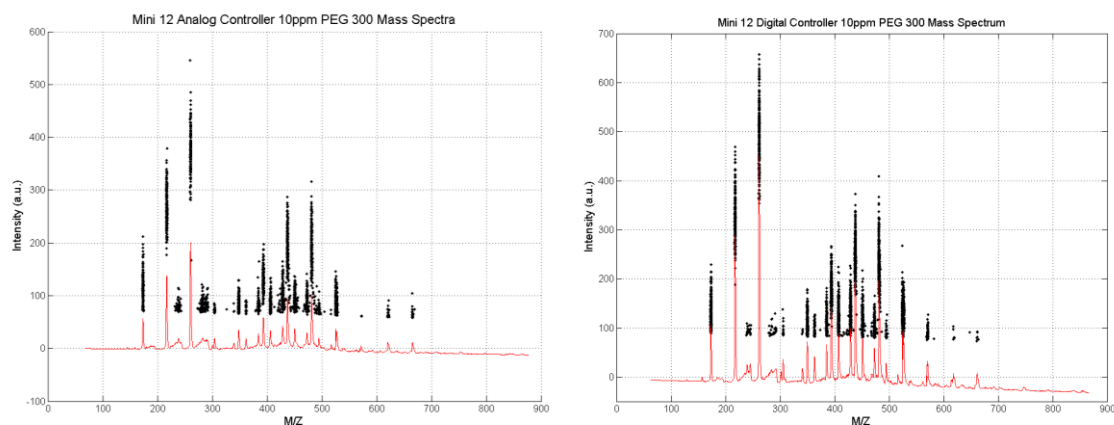 Mini 12 Analog Controller 10ppm PEG 300 Mass Spectra
600
500
400
300
200
100
0
-100
Intensity (a.u.)
0 100 200 300 400 500 600 700 800 900
M/Z
Mini 12 Digital Controller 10ppm PEG 300 Mass Spectrum
700
600
500
400
300
200
100
0
Intensity (a.u.)
0 100 200 300 400 500 600 700 800 900
M/Z